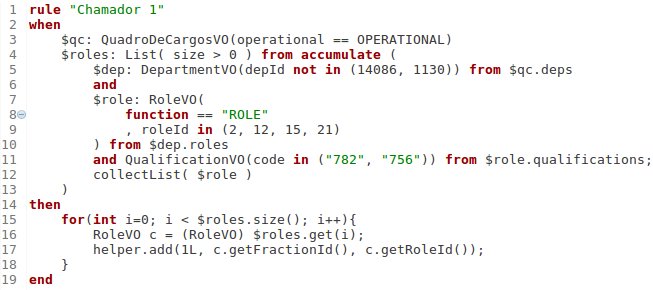 1 rule "Chamador 1"
2 when
3 $qc: QuadroDeCargosVO(operational == OPERATIONAL)
4 $roles: List( size > 0 ) from accumulate (
5 $dep: DepartmentVO(depId not in (14086, 1130)) from $qc.deps
6 and
7 $role: RoleVO(
8 function == "ROLE"
9 , roleId in (2, 12, 15, 21)
10 ) from $dep.roles
11 and QualificationVO(code in ("782", "756")) from $role.qualifications;
12 collectList( $role )
13 )
14 then
15 for(int i=0; i < $roles.size(); i++){
16 RoleVO c = (RoleVO) $roles.get(i);
17 helper.add(1L, c.getFractionId(), c.getRoleId());
18 }
19 end